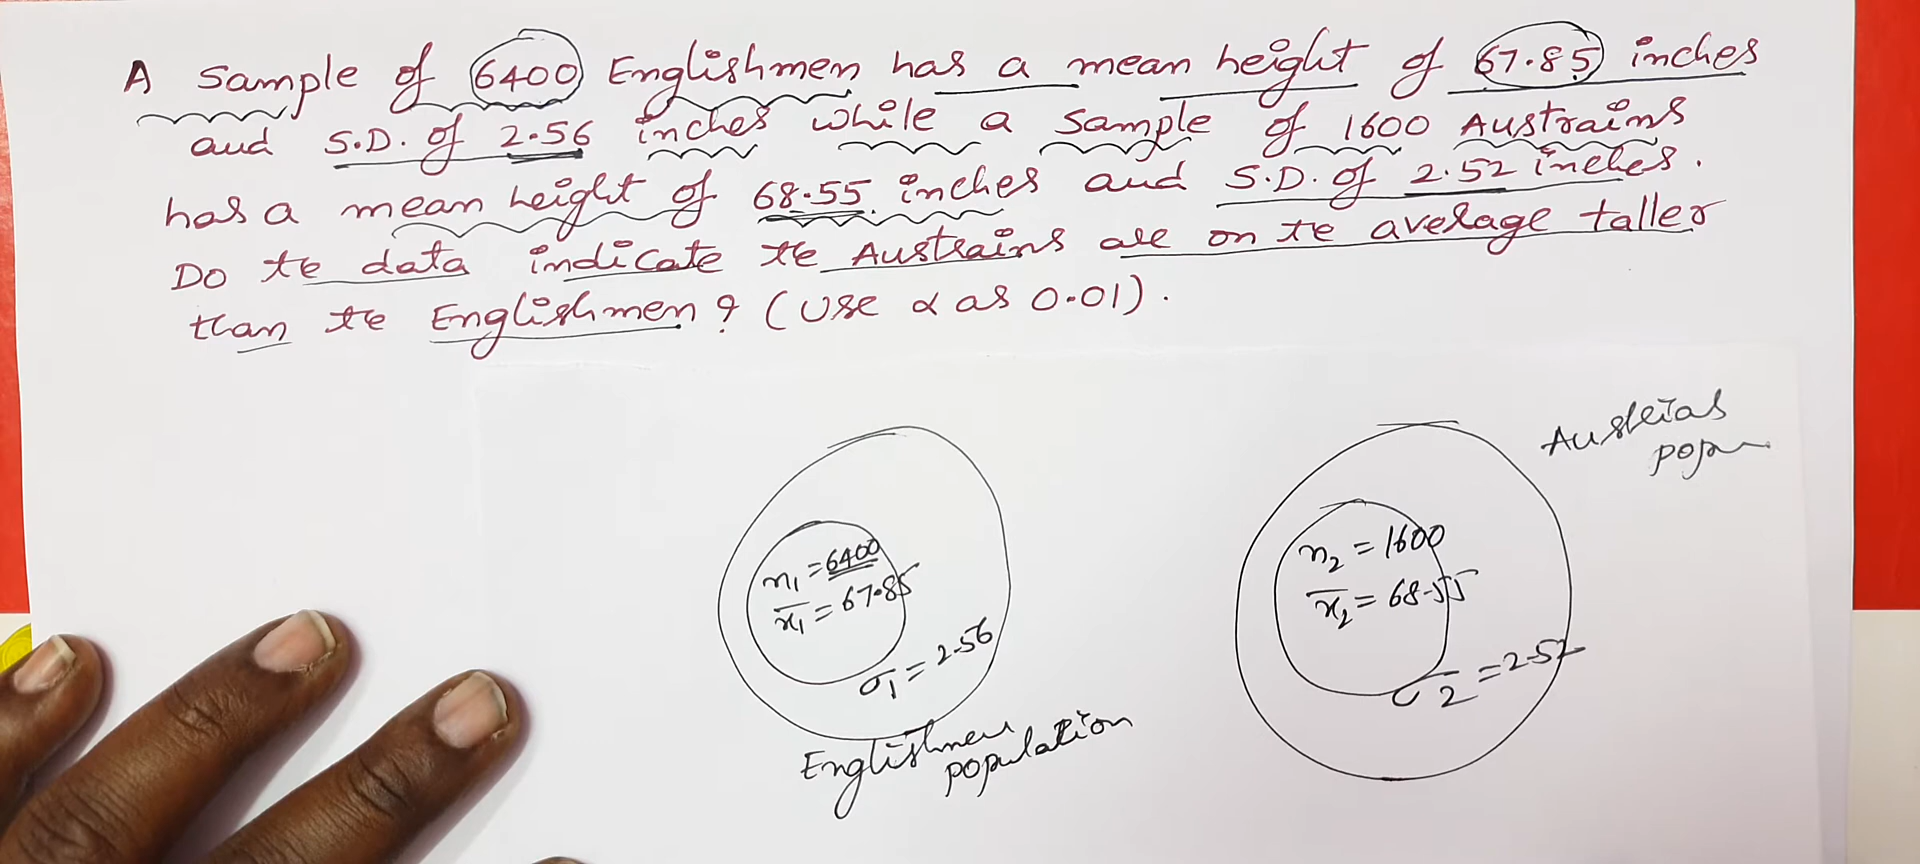 A sample of 6400 Englishmen has a mean height of 67.85 inches
and S.D. of 2.56 inches while a sample of 1600 Austrains
has a mean height of 68.55 inches and S.D. of 2.52 inches.
Do the data indicate the Austrains are on the average taller
than the Englishmen? (Use α as 0.01).
Austrias
popn
n₁ = 6400
x̄₁ = 67.85
σ₁ = 2.56
Englishmen
population
n₂ = 1600
x̄₂ = 68.55
σ₂ = 2.52